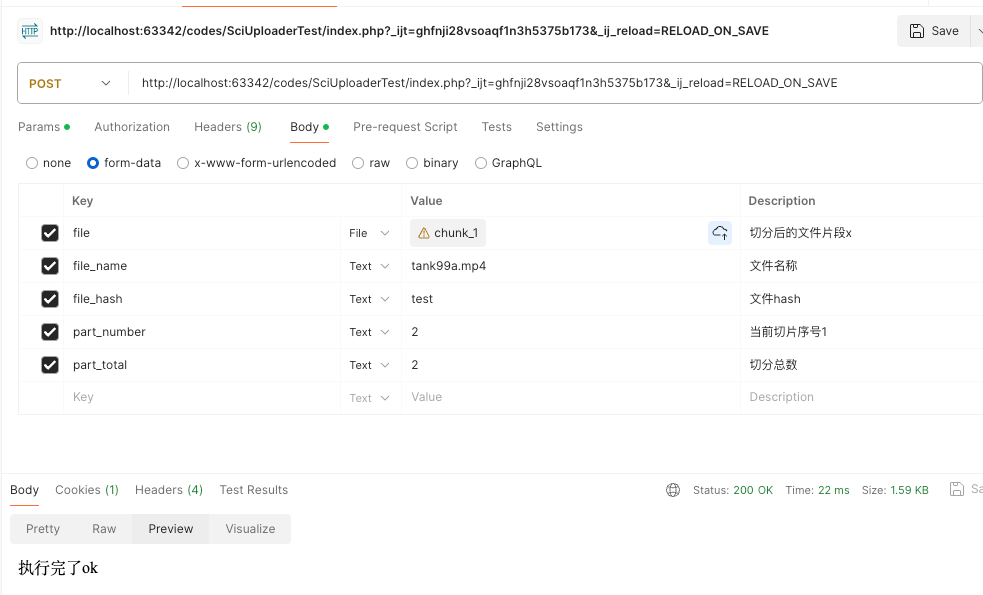 HTTP http://localhost:63342/codes/SciUploaderTest/index.php?_ijt=ghfnji28vsoaqf1n3h5375b173&_ij_reload=RELOAD_ON_SAVE Save
POST http://localhost:63342/codes/SciUploaderTest/index.php?_ijt=ghfnji28vsoaqf1n3h5375b173&_ij_reload=RELOAD_ON_SAVE
Params Authorization Headers (9) Body Pre-request Script Tests Settings
none form-data x-www-form-urlencoded raw binary GraphQL
Key Value Description
file File chunk_1 切分后的文件片段x
file_name Text tank99a.mp4 文件名称
file_hash Text test 文件hash
part_number Text 2 当前切片序号1
part_total Text 2 切分总数
Key Text Value Description
Body Cookies (1) Headers (4) Test Results Status: 200 OK Time: 22 ms Size: 1.59 KB Sa
Pretty Raw Preview Visualize
执行完了ok